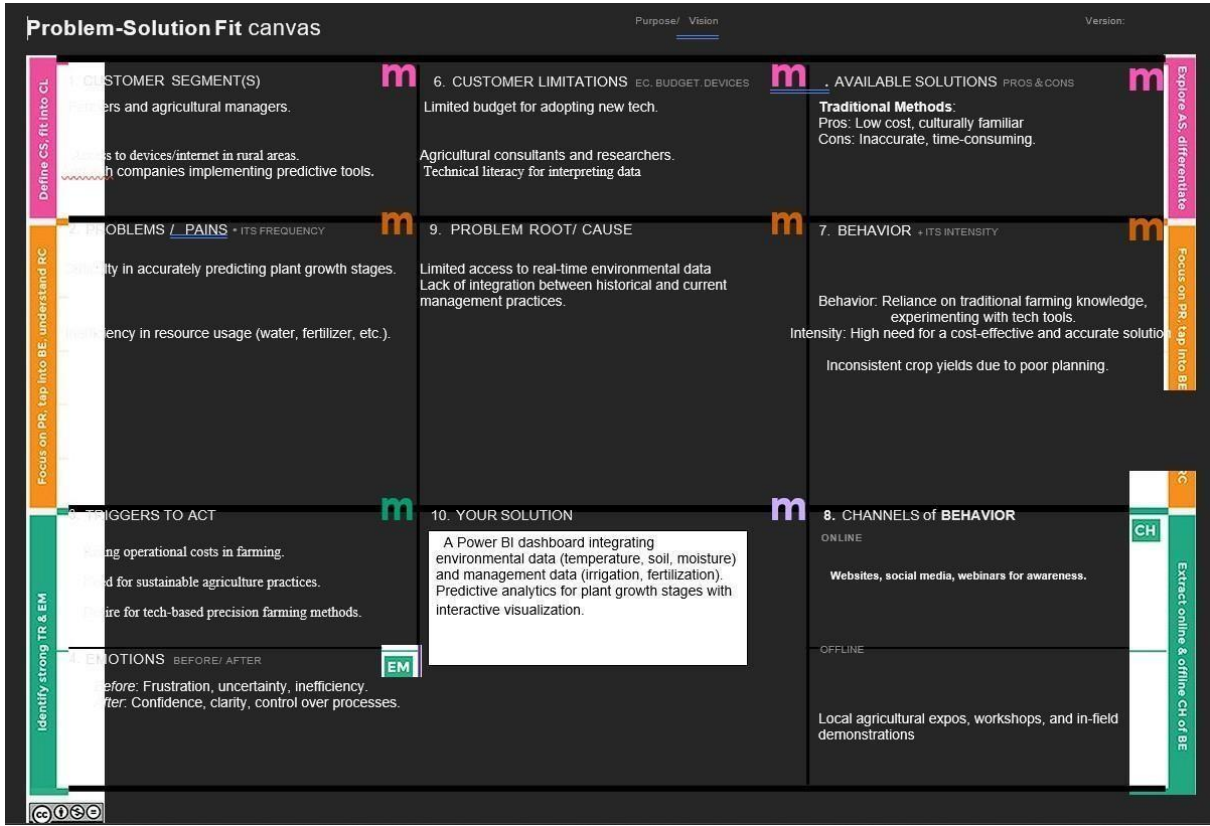 Problem-Solution Fit canvas
Purpose/ Vision
Version:
Define CS, fit into CL
CUSTOMER SEGMENT(S)
and agricultural managers.
to devices/internet in rural areas.
companies implementing predictive tools.
6. CUSTOMER LIMITATIONS EC. BUDGET. DEVICES
Limited budget for adopting new tech.
Agricultural consultants and researchers.
Technical literacy for interpreting data
. AVAILABLE SOLUTIONS PROS & CONS
Traditional Methods:
Pros: Low cost, culturally familiar
Cons: Inaccurate, time-consuming.
Explore AS, differentiate
Focus on PR, tap into BE, understand RC
PROBLEMS / PAINS + ITS FREQUENCY
in accurately predicting plant growth stages.
in resource usage (water, fertilizer, etc.).
9. PROBLEM ROOT/ CAUSE
Limited access to real-time environmental data
Lack of integration between historical and current
management practices.
7. BEHAVIOR + ITS INTENSITY
Behavior: Reliance on traditional farming knowledge,
experimenting with tech tools.
Intensity: High need for a cost-effective and accurate solution
Inconsistent crop yields due to poor planning.
Focus on PR, tap into BE
RC
Identify strong TR & EM
TRIGGERS TO ACT
operational costs in farming.
for sustainable agriculture practices.
for tech-based precision farming methods.
4. EMOTIONS BEFORE/ AFTER
EM
Before: Frustration, uncertainty, inefficiency.
After: Confidence, clarity, control over processes.
10. YOUR SOLUTION
A Power BI dashboard integrating
environmental data (temperature, soil, moisture)
and management data (irrigation, fertilization).
Predictive analytics for plant growth stages with
interactive visualization.
8. CHANNELS of BEHAVIOR
CH
ONLINE
Websites, social media, webinars for awareness.
OFFLINE
Local agricultural expos, workshops, and in-field
demonstrations
Extract online & offline CH of BE